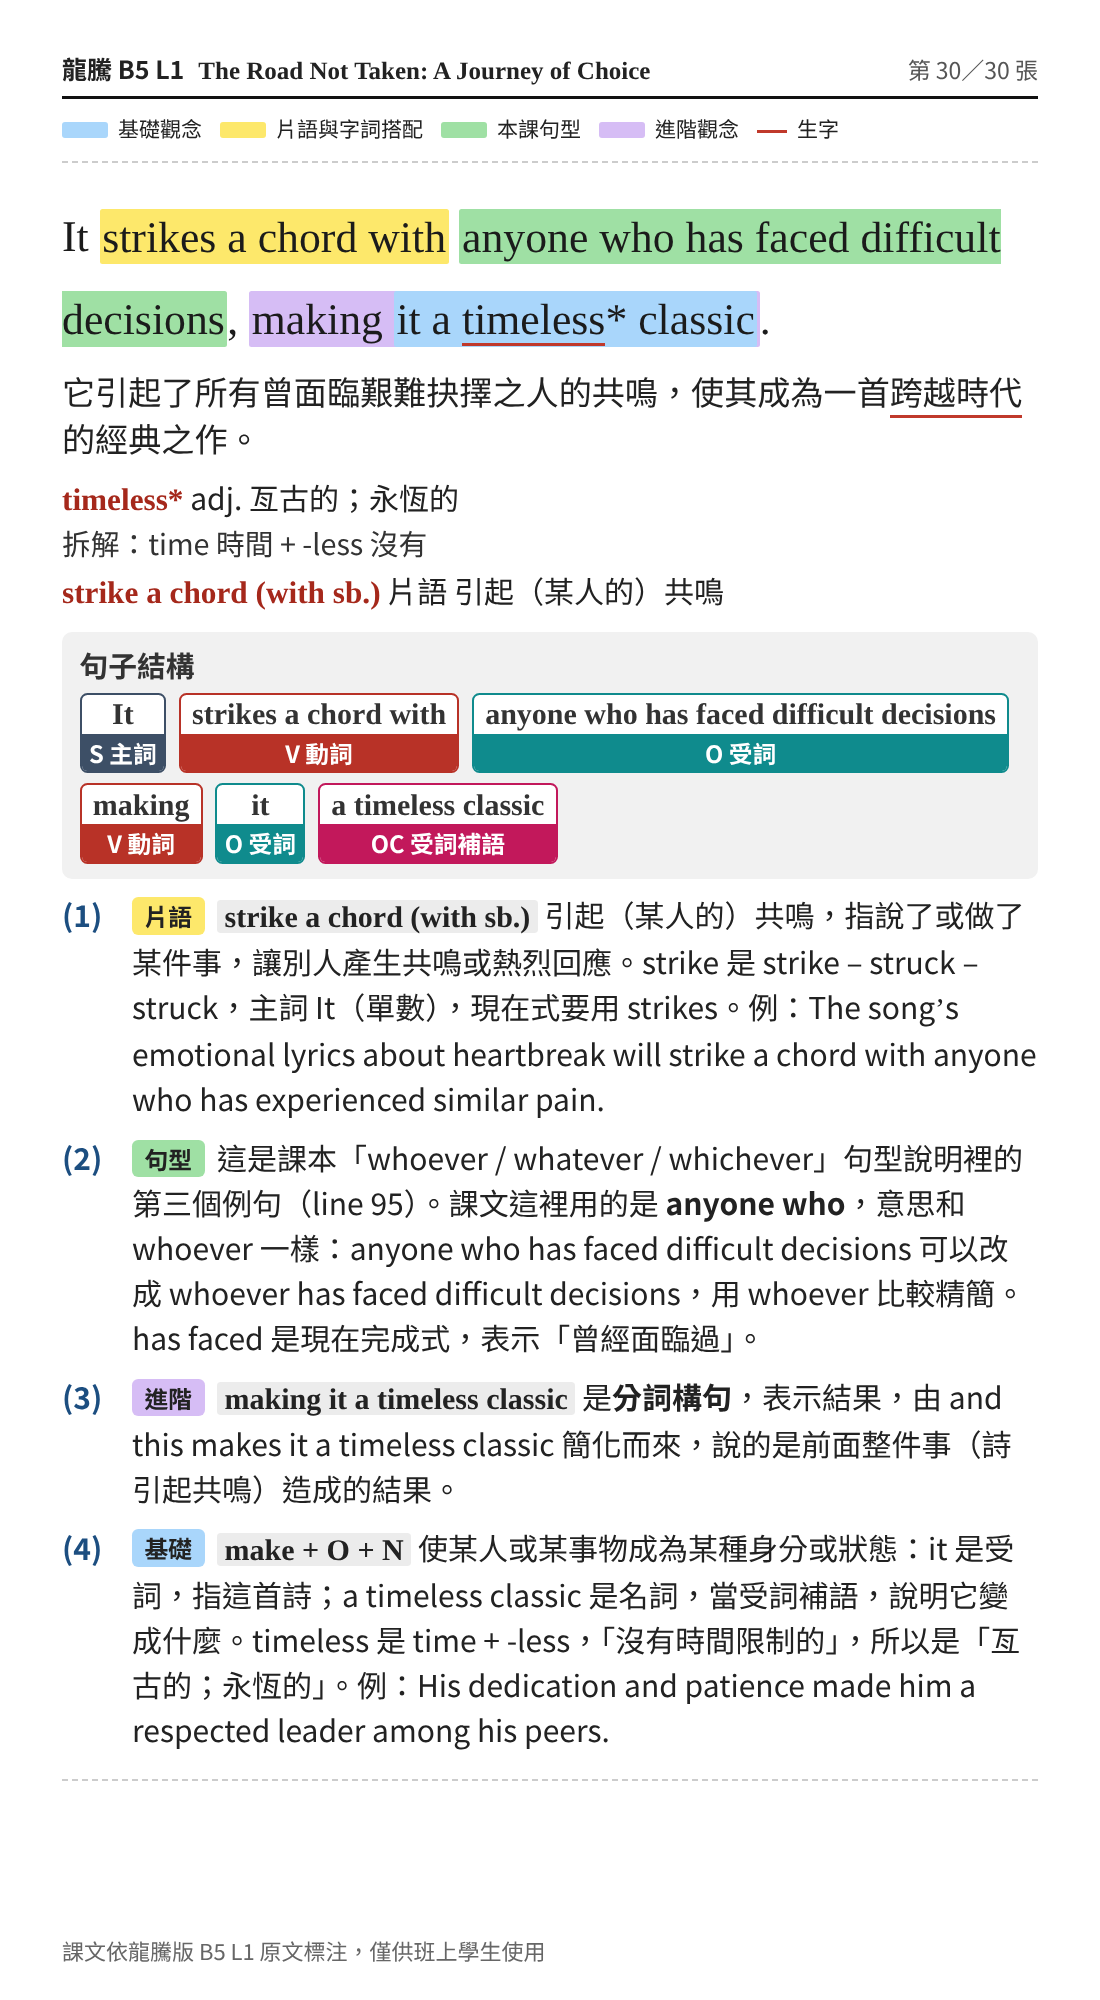 龍騰 B5 L1 The Road Not Taken: A Journey of Choice 第 30／30 張
基礎觀念 片語與字詞搭配 本課句型 進階觀念 生字
It strikes a chord with anyone who has faced difficult
decisions, making it a timeless* classic.
它引起了所有曾面臨艱難抉擇之人的共鳴，使其成為一首跨越時代
的經典之作。
timeless* adj. 亙古的；永恆的
拆解：time 時間 + -less 沒有
strike a chord (with sb.) 片語 引起（某人的）共鳴
句子結構
It strikes a chord with anyone who has faced difficult decisions
S 主詞 V 動詞 O 受詞
making it a timeless classic
V 動詞 O 受詞 OC 受詞補語
(1) 片語 strike a chord (with sb.) 引起（某人的）共鳴，指說了或做了
某件事，讓別人產生共鳴或熱烈回應。strike 是 strike – struck –
struck，主詞 It（單數），現在式要用 strikes。例：The song’s
emotional lyrics about heartbreak will strike a chord with anyone
who has experienced similar pain.
(2) 句型 這是課本「whoever / whatever / whichever」句型說明裡的
第三個例句（line 95）。課文這裡用的是 anyone who，意思和
whoever 一樣：anyone who has faced difficult decisions 可以改
成 whoever has faced difficult decisions，用 whoever 比較精簡。
has faced 是現在完成式，表示「曾經面臨過」。
(3) 進階 making it a timeless classic 是分詞構句，表示結果，由 and
this makes it a timeless classic 簡化而來，說的是前面整件事（詩
引起共鳴）造成的結果。
(4) 基礎 make + O + N 使某人或某事物成為某種身分或狀態：it 是受
詞，指這首詩；a timeless classic 是名詞，當受詞補語，說明它變
成什麼。timeless 是 time + -less，「沒有時間限制的」，所以是「亙
古的；永恆的」。例：His dedication and patience made him a
respected leader among his peers.
課文依龍騰版 B5 L1 原文標注，僅供班上學生使用